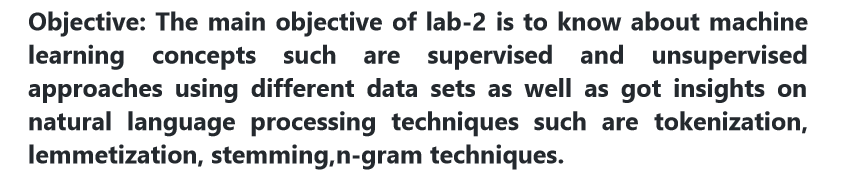 Objective: The main objective of lab-2 is to know about machine
learning concepts such are supervised and unsupervised
approaches using different data sets as well as got insights on
natural language processing techniques such are tokenization,
lemmetization, stemming,n-gram techniques.